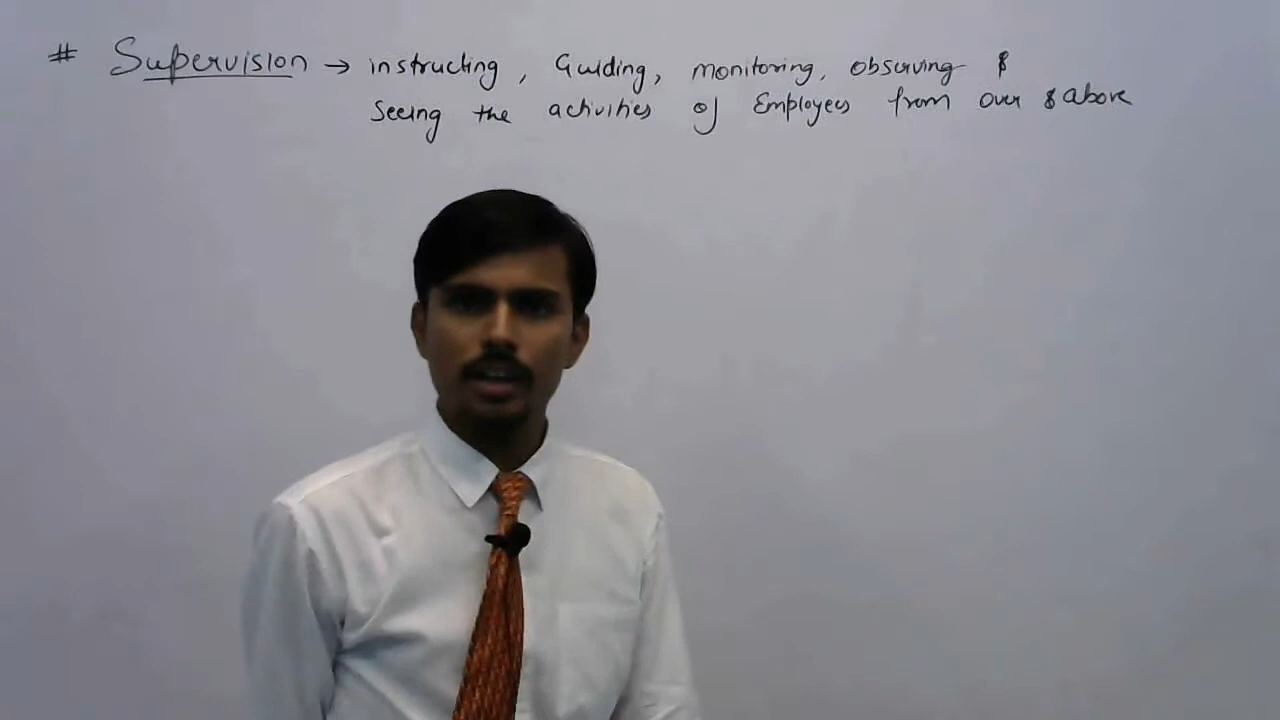 # Supervision → instructing, Guiding, monitoring, observing &
Seeing the activities of Employees from over & above